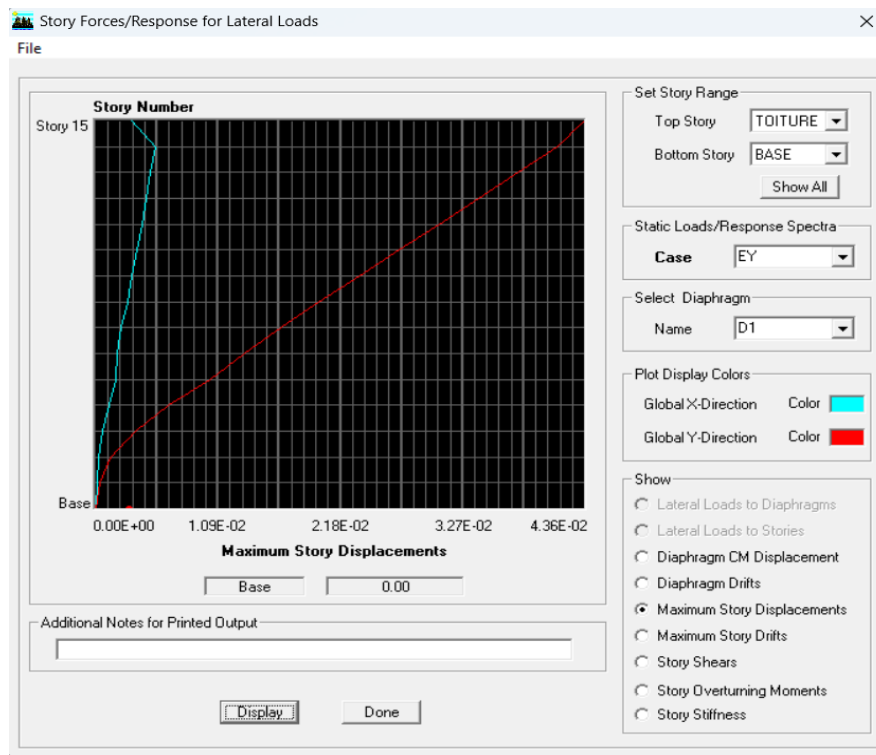 Story Forces/Response for Lateral Loads
File
Story Number
Story 15
Base
0.00E+00 1.09E-02 2.18E-02 3.27E-02 4.36E-02
Maximum Story Displacements
Base 0.00
Additional Notes for Printed Output
Display Done
Set Story Range
Top Story TOITURE
Bottom Story BASE
Show All
Static Loads/Response Spectra
Case EY
Select Diaphragm
Name D1
Plot Display Colors
Global X-Direction Color
Global Y-Direction Color
Show
Lateral Loads to Diaphragms
Lateral Loads to Stories
Diaphragm CM Displacement
Diaphragm Drifts
Maximum Story Displacements
Maximum Story Drifts
Story Shears
Story Overturning Moments
Story Stiffness